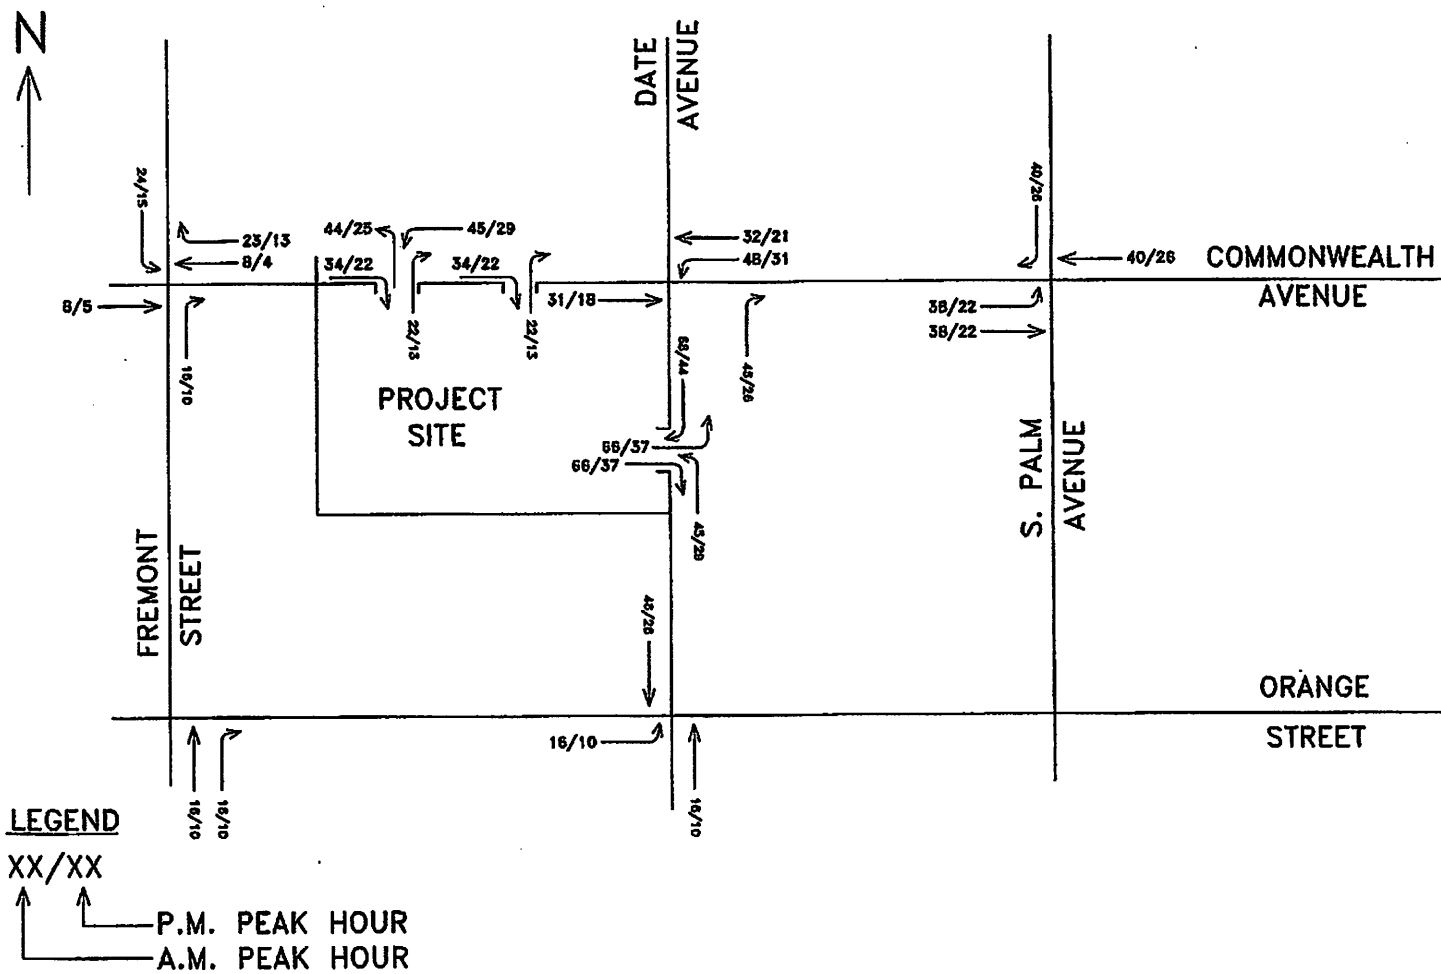 N
DATE
AVENUE
24/15
23/13
8/4
8/5
16/10
44/25
45/29
34/22
34/22
22/13
22/13
31/18
32/21
48/31
40/26
40/26
COMMONWEALTH
AVENUE
38/22
38/22
PROJECT
SITE
66/37
66/37
45/29
S. PALM
AVENUE
FREMONT
STREET
16/10
16/10
16/10
16/10
ORANGE
STREET
LEGEND
XX/XX
P.M. PEAK HOUR
A.M. PEAK HOUR